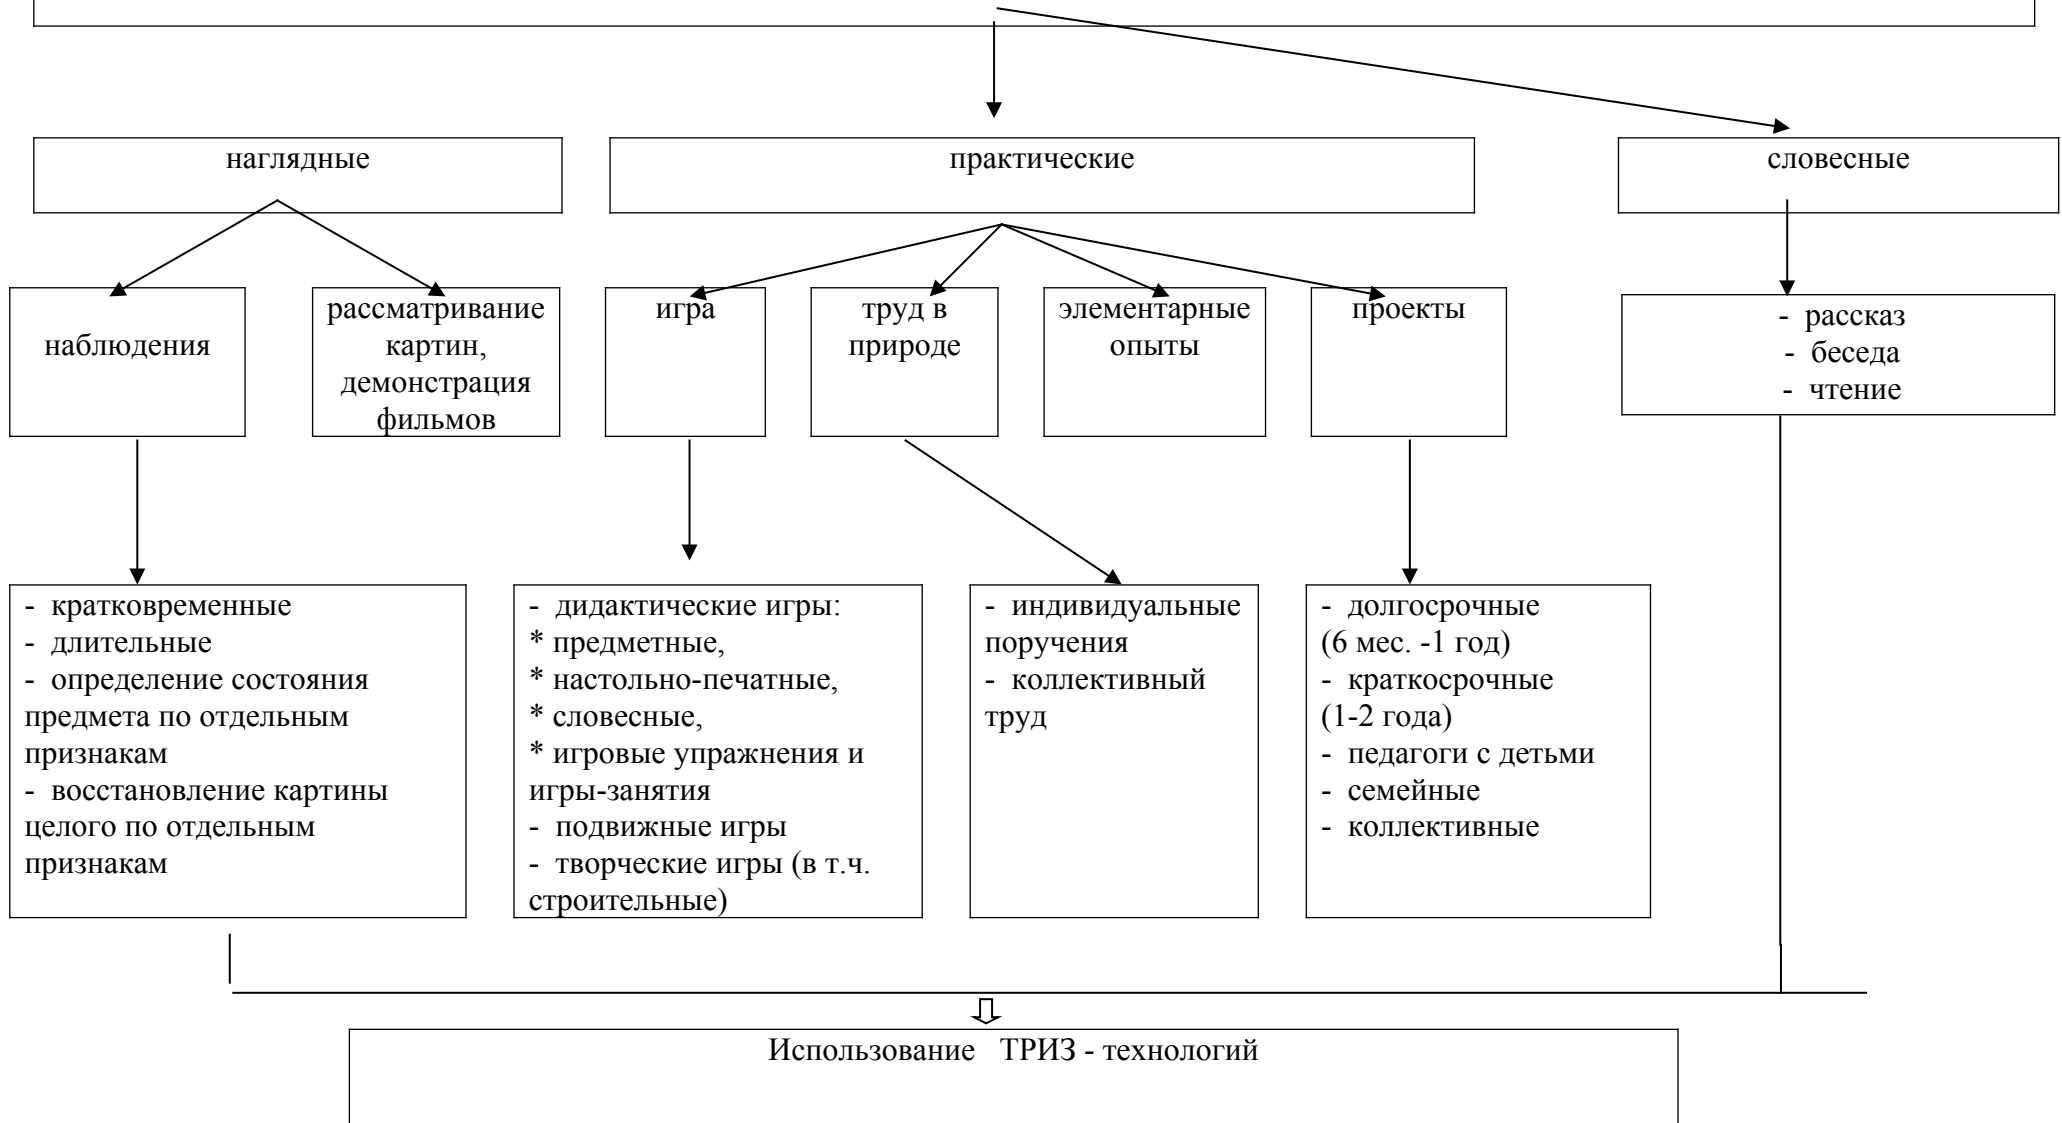 наглядные
практические
словесные
наблюдения
рассматривание
картин,
демонстрация
фильмов
игра
труд в
природе
элементарные
опыты
проекты
- рассказ
- беседа
- чтение
- кратковременные
- длительные
- определение состояния
предмета по отдельным
признакам
- восстановление картины
целого по отдельным
признакам
- дидактические игры:
* предметные,
* настольно-печатные,
* словесные,
* игровые упражнения и
игры-занятия
- подвижные игры
- творческие игры (в т.ч.
строительные)
- индивидуальные
поручения
- коллективный
труд
- долгосрочные
(6 мес. -1 год)
- краткосрочные
(1-2 года)
- педагоги с детьми
- семейные
- коллективные
Использование ТРИЗ - технологий